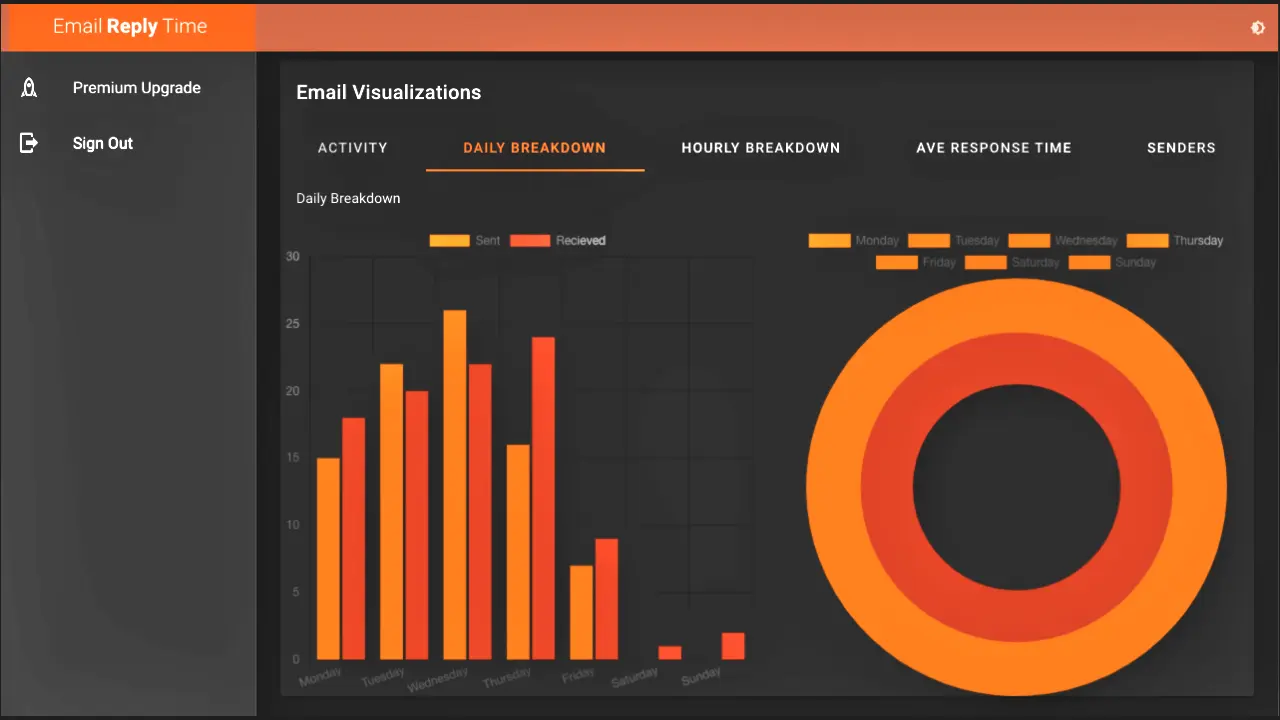 Email Reply Time
Premium Upgrade
Sign Out
Email Visualizations
ACTIVITY DAILY BREAKDOWN HOURLY BREAKDOWN AVE RESPONSE TIME SENDERS
Daily Breakdown
Sent Recieved
30
25
20
15
10
5
0
Monday Tuesday Wednesday Thursday Friday Saturday Sunday
Monday Tuesday Wednesday Thursday
Friday Saturday Sunday